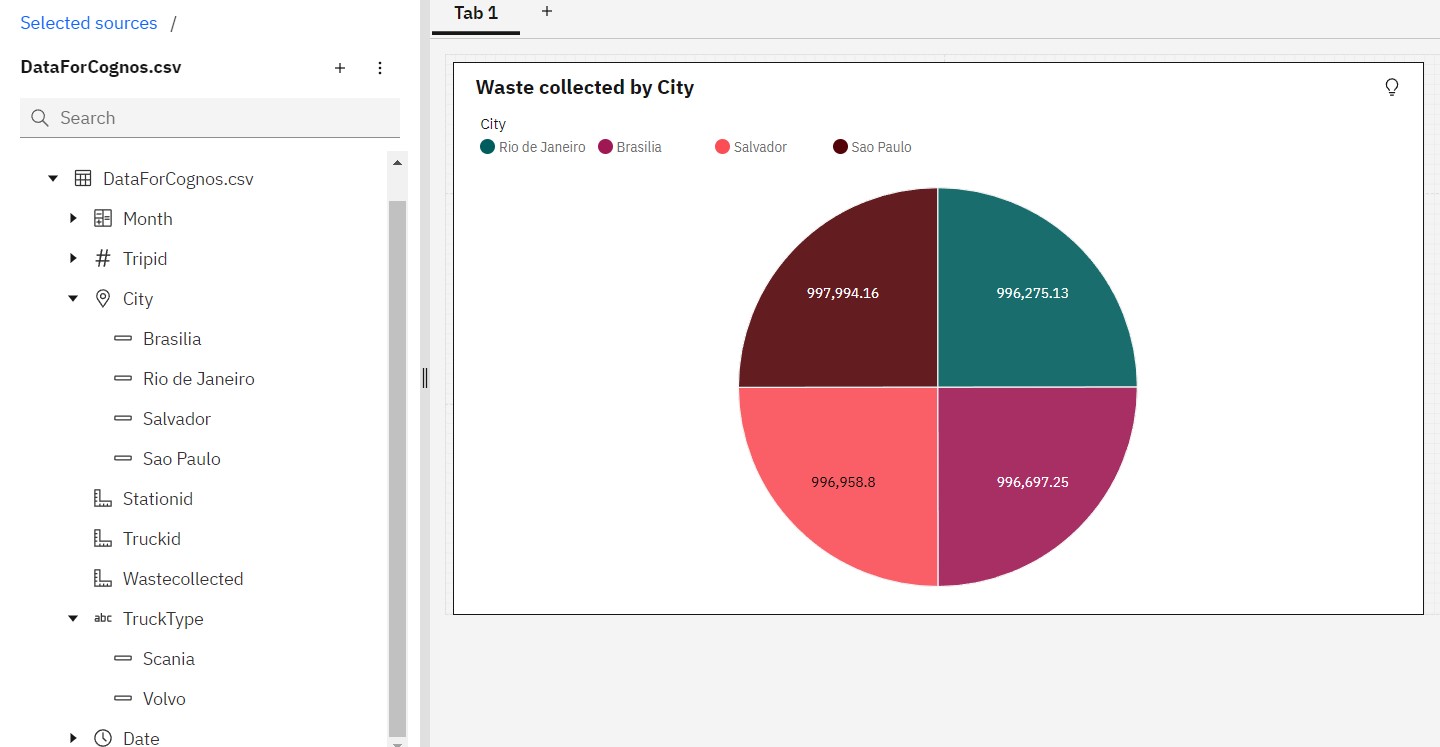 Selected sources /
DataForCognos.csv
Search
DataForCognos.csv
Month
Tripid
City
Brasilia
Rio de Janeiro
Salvador
Sao Paulo
Stationid
Truckid
Wastecollected
abc TruckType
Scania
Volvo
Date
Tab 1
Waste collected by City
City
Rio de Janeiro Brasilia Salvador Sao Paulo
997,994.16 996,275.13
996,958.8 996,697.25